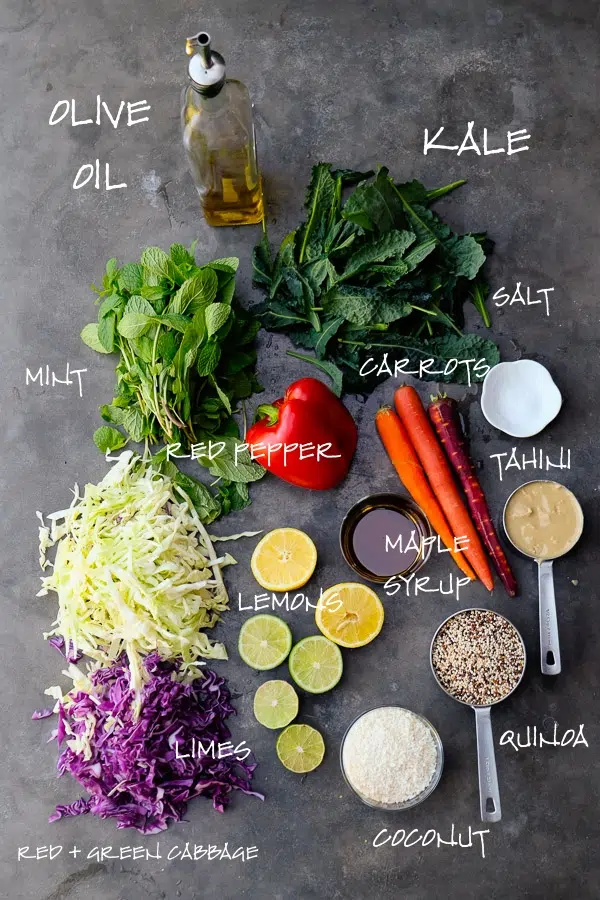 OLIVE
OIL
KALE
SALT
MINT
CARROTS
RED PEPPER
TAHINI
MAPLE
SYRUP
LEMONS
LIMES
QUINOA
COCONUT
RED + GREEN CABBAGE